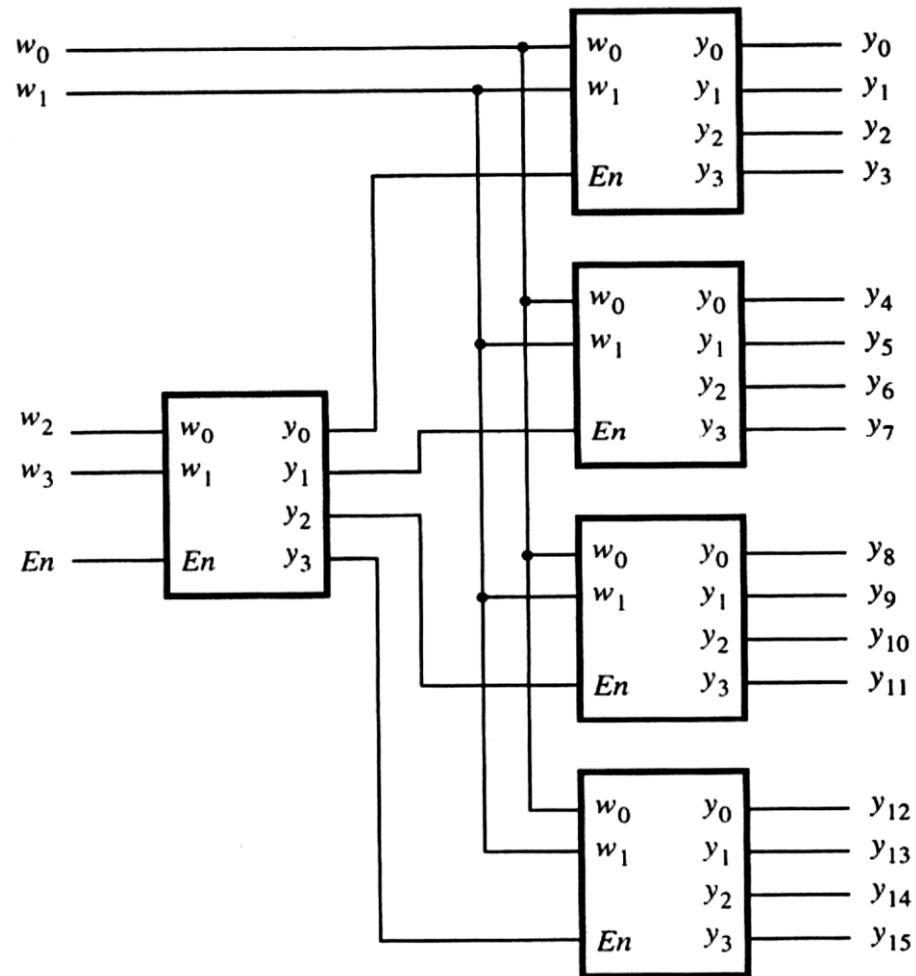 w0 w0 y0 y0
w1 w1 y1 y1
y2 y2
En y3 y3
w0 y0 y4
w1 y1 y5
y2 y6
w2 w0 y0 En y3 y7
w3 w1 y1
y2
En En y3
w0 y0 y8
w1 y1 y9
y2 y10
En y3 y11
w0 y0 y12
w1 y1 y13
y2 y14
En y3 y15